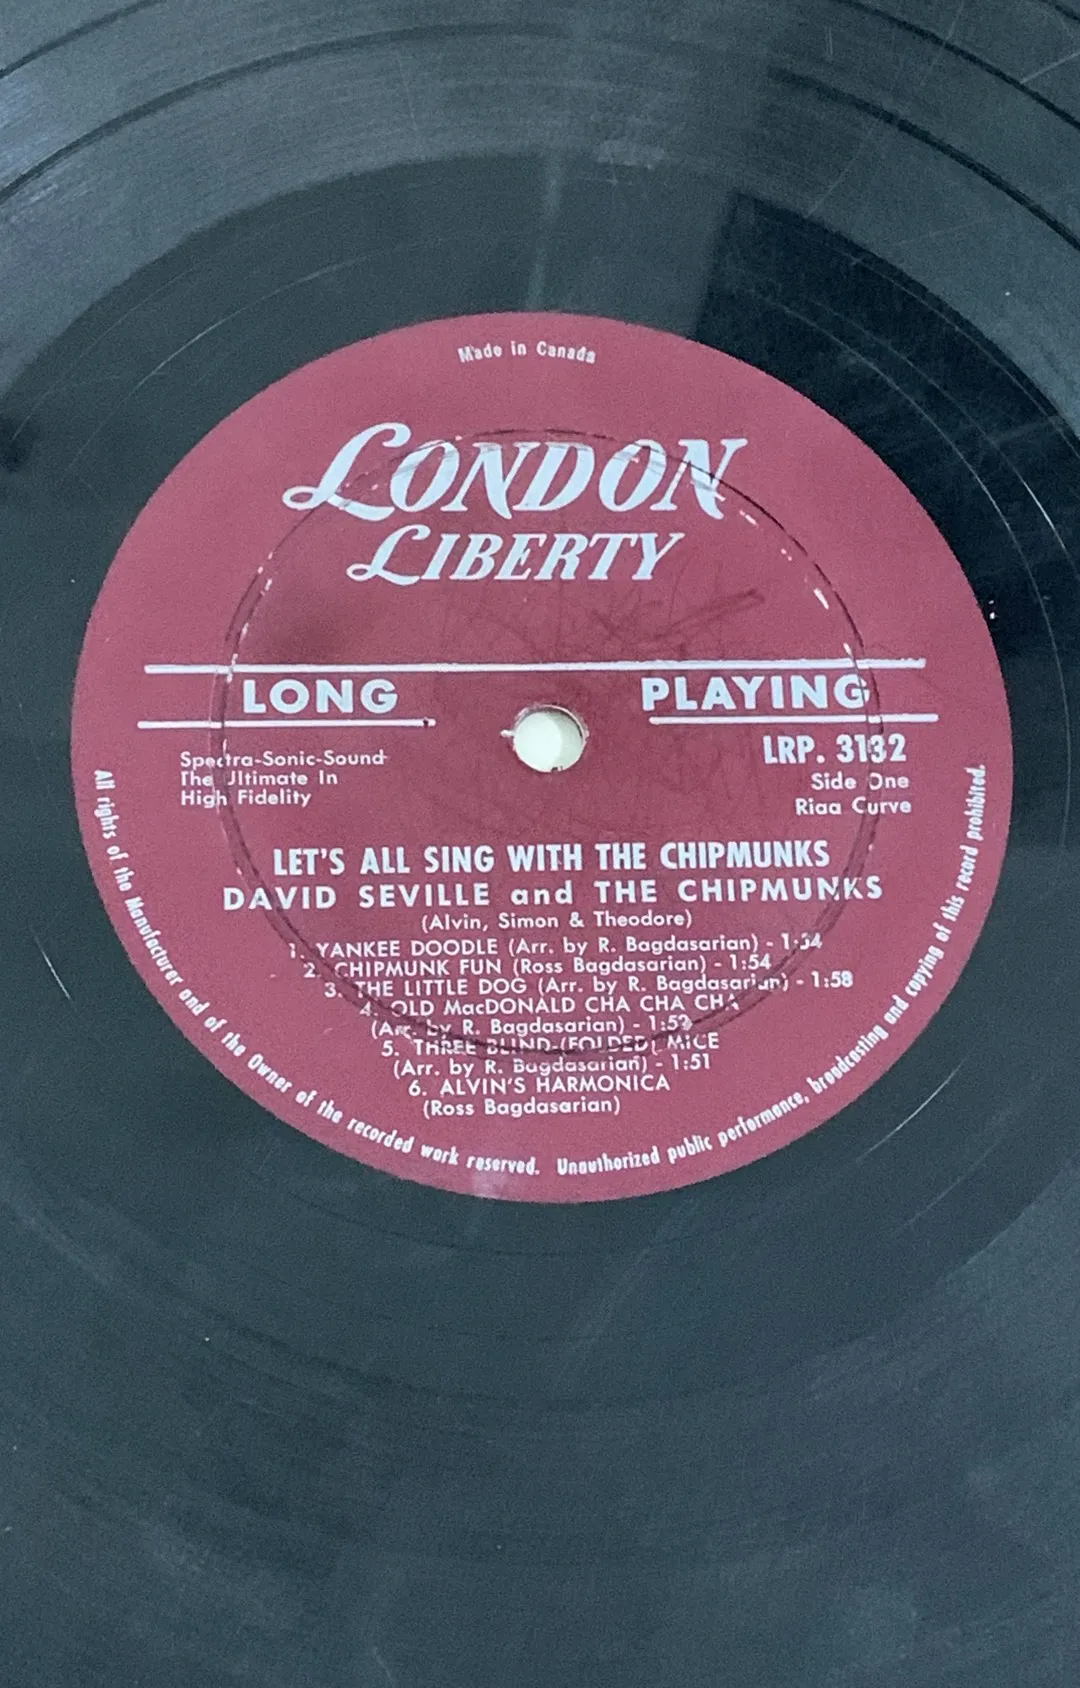 Made in Canada
LONDON
LIBERTY
LONG PLAYING
Spectra-Sonic-Sound
The Ultimate In
High Fidelity
LRP. 3132
Side One
Riaa Curve
LET'S ALL SING WITH THE CHIPMUNKS
DAVID SEVILLE and THE CHIPMUNKS
(Alvin, Simon & Theodore)
1. YANKEE DOODLE (Arr. by R. Bagdasarian) - 1:34
2. CHIPMUNK FUN (Ross Bagdasarian) - 1:54
3. THE LITTLE DOG (Arr. by R. Bagdasarian) - 1:58
4. OLD MacDONALD CHA CHA CHA
(Arr. by R. Bagdasarian) - 1:52
5. THREE BLIND-(FOLDED( MICE
(Arr. by R. Bagdasarian) - 1:51
6. ALVIN'S HARMONICA
(Ross Bagdasarian)
All rights of the Manufacturer and of the Owner of the recorded work reserved. Unauthorized public performance, broadcasting and copying of this record prohibited.